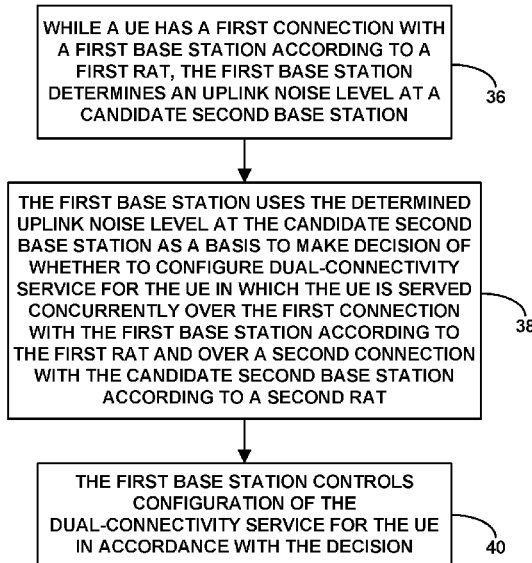 WHILE A UE HAS A FIRST CONNECTION WITH
A FIRST BASE STATION ACCORDING TO A
FIRST RAT, THE FIRST BASE STATION
DETERMINES AN UPLINK NOISE LEVEL AT A
CANDIDATE SECOND BASE STATION
36
THE FIRST BASE STATION USES THE DETERMINED
UPLINK NOISE LEVEL AT THE CANDIDATE SECOND
BASE STATION AS A BASIS TO MAKE DECISION OF
WHETHER TO CONFIGURE DUAL-CONNECTIVITY
SERVICE FOR THE UE IN WHICH THE UE IS SERVED
CONCURRENTLY OVER THE FIRST CONNECTION
WITH THE FIRST BASE STATION ACCORDING TO
THE FIRST RAT AND OVER A SECOND CONNECTION
WITH THE CANDIDATE SECOND BASE STATION
ACCORDING TO A SECOND RAT
38
THE FIRST BASE STATION CONTROLS
CONFIGURATION OF THE
DUAL-CONNECTIVITY SERVICE FOR THE UE
IN ACCORDANCE WITH THE DECISION
40